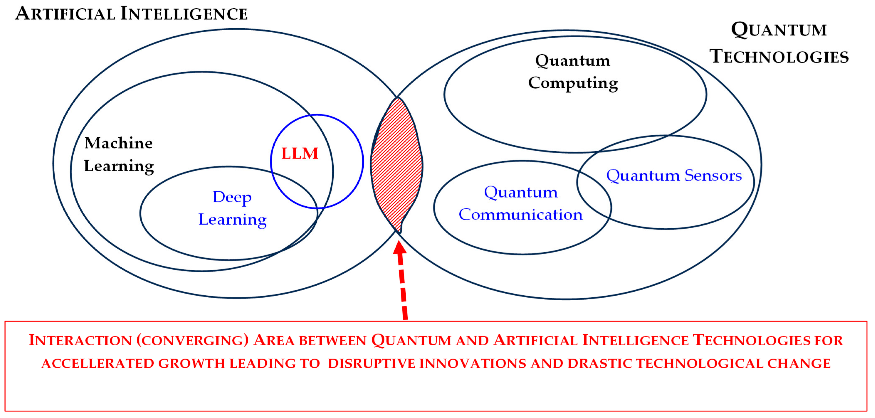 ARTIFICIAL INTELLIGENCE
QUANTUM
TECHNOLOGIES
Quantum
Computing
Machine
Learning
LLM
Deep
Learning
Quantum Sensors
Quantum
Communication
INTERACTION (CONVERGING) AREA BETWEEN QUANTUM AND ARTIFICIAL INTELLIGENCE TECHNOLOGIES FOR
ACCELLERATED GROWTH LEADING TO DISRUPTIVE INNOVATIONS AND DRASTIC TECHNOLOGICAL CHANGE